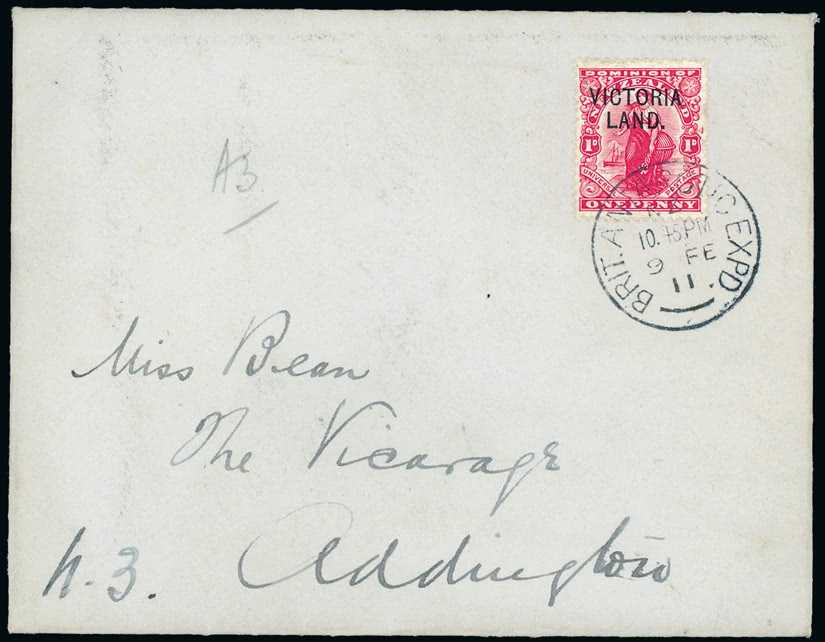 DOMINION OF
NEW ZEALAND
VICTORIA
LAND.
1D 1D
UNIVERSAL POSTAGE
ONE PENNY
BRIT. ANTARCTIC EXPD.
10.45PM
9 FE
11.
A3
Miss Bean
The Vicarage
Addington
N.Z.